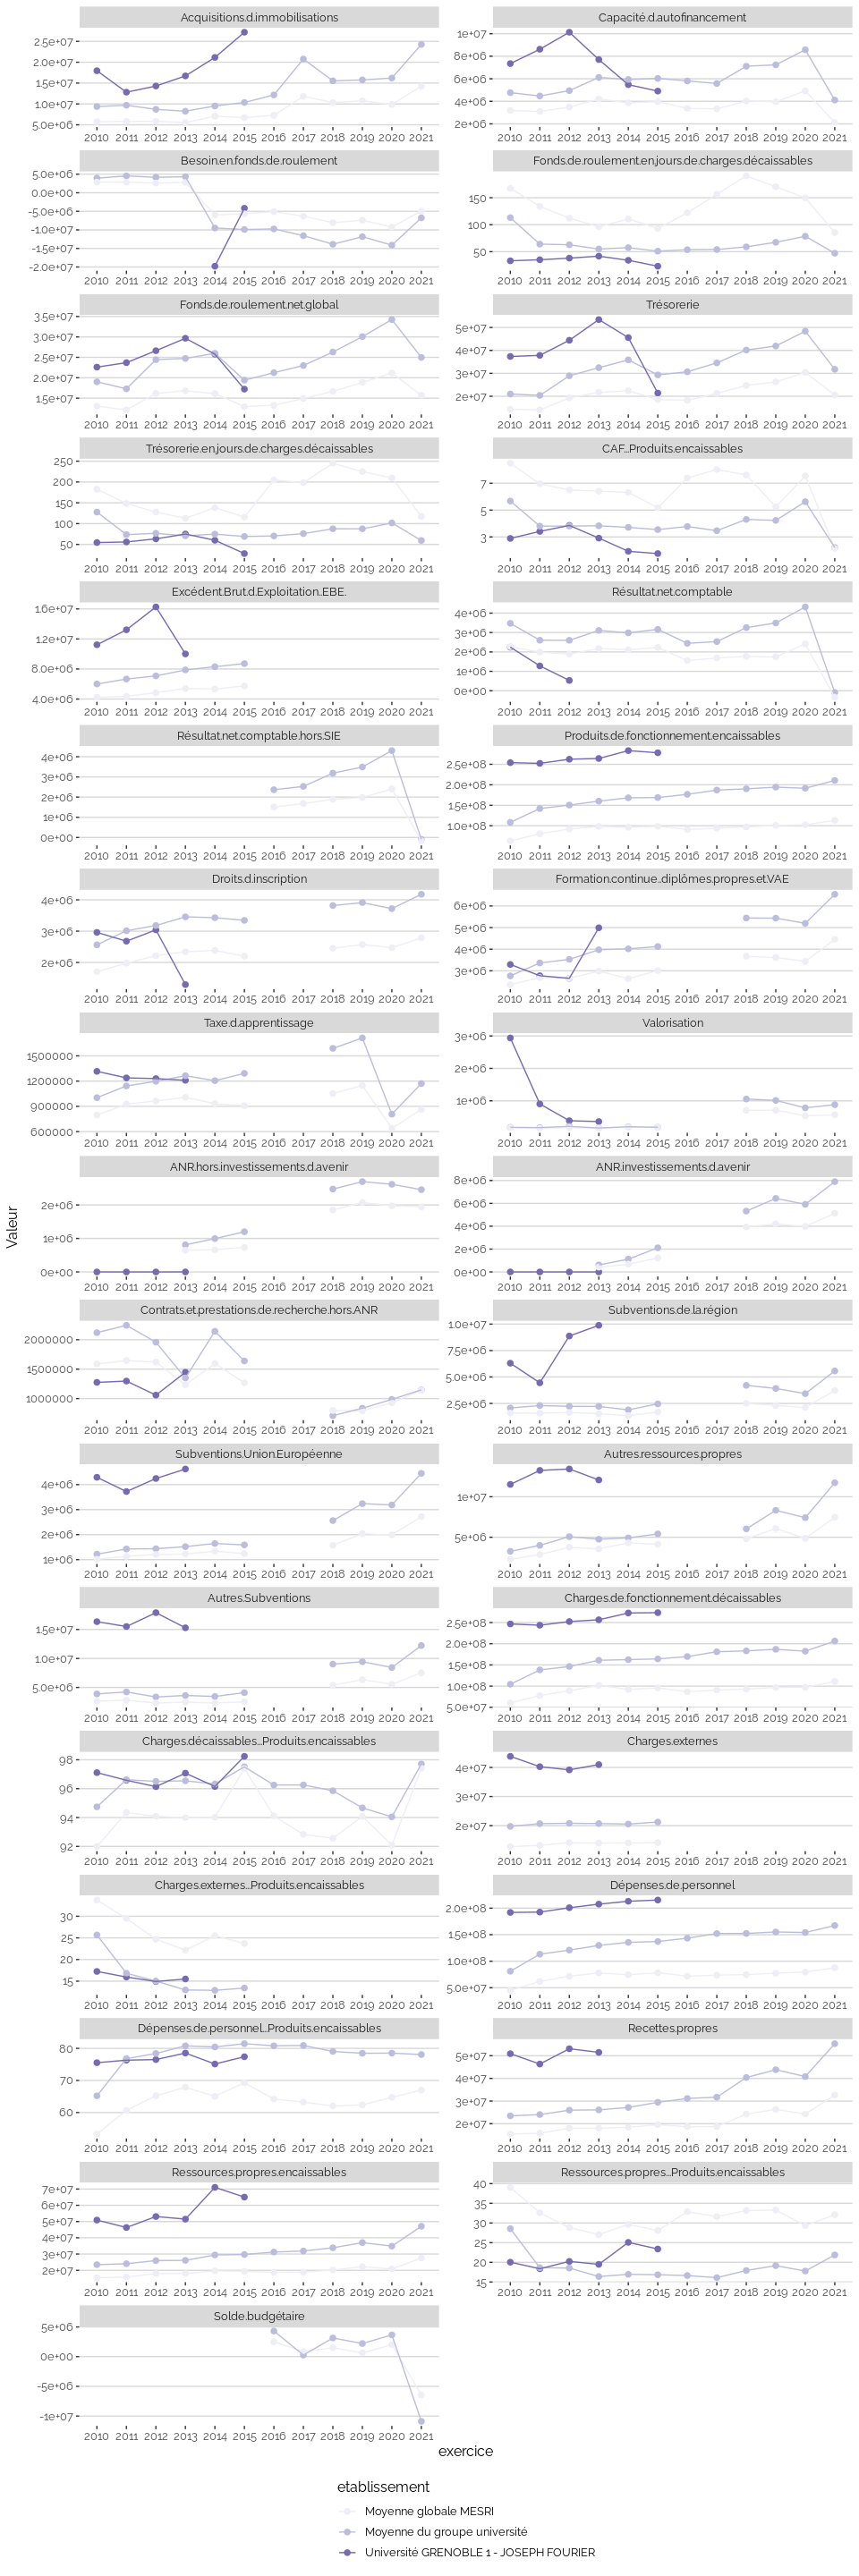 Acquisitions.d.immobilisations
2.5e+07
2.0e+07
1.5e+07
1.0e+07
5.0e+06
2010 2011 2012 2013 2014 2015 2016 2017 2018 2019 2020 2021
Capacité.d.autofinancement
1e+07
8e+06
6e+06
4e+06
2e+06
2010 2011 2012 2013 2014 2015 2016 2017 2018 2019 2020 2021
Besoin.en.fonds.de.roulement
5.0e+06
0.0e+00
-5.0e+06
-1.0e+07
-1.5e+07
-2.0e+07
2010 2011 2012 2013 2014 2015 2016 2017 2018 2019 2020 2021
Fonds.de.roulement.en.jours.de.charges.décaissables
150
100
50
2010 2011 2012 2013 2014 2015 2016 2017 2018 2019 2020 2021
Fonds.de.roulement.net.global
3.5e+07
3.0e+07
2.5e+07
2.0e+07
1.5e+07
2010 2011 2012 2013 2014 2015 2016 2017 2018 2019 2020 2021
Trésorerie
5e+07
4e+07
3e+07
2e+07
2010 2011 2012 2013 2014 2015 2016 2017 2018 2019 2020 2021
Trésorerie.en.jours.de.charges.décaissables
250
200
150
100
50
2010 2011 2012 2013 2014 2015 2016 2017 2018 2019 2020 2021
CAF...Produits.encaissables
7
5
3
2010 2011 2012 2013 2014 2015 2016 2017 2018 2019 2020 2021
Excédent.Brut.d.Exploitation..EBE.
1.6e+07
1.2e+07
8.0e+06
4.0e+06
2010 2011 2012 2013 2014 2015 2016 2017 2018 2019 2020 2021
Résultat.net.comptable
4e+06
3e+06
2e+06
1e+06
0e+00
2010 2011 2012 2013 2014 2015 2016 2017 2018 2019 2020 2021
Résultat.net.comptable.hors.SIE
4e+06
3e+06
2e+06
1e+06
0e+00
2010 2011 2012 2013 2014 2015 2016 2017 2018 2019 2020 2021
Produits.de.fonctionnement.encaissables
2.5e+08
2.0e+08
1.5e+08
1.0e+08
2010 2011 2012 2013 2014 2015 2016 2017 2018 2019 2020 2021
Droits.d.inscription
4e+06
3e+06
2e+06
2010 2011 2012 2013 2014 2015 2016 2017 2018 2019 2020 2021
Formation.continue..diplômes.propres.et.VAE
6e+06
5e+06
4e+06
3e+06
2010 2011 2012 2013 2014 2015 2016 2017 2018 2019 2020 2021
Taxe.d.apprentissage
1500000
1200000
900000
600000
2010 2011 2012 2013 2014 2015 2016 2017 2018 2019 2020 2021
Valorisation
3e+06
2e+06
1e+06
2010 2011 2012 2013 2014 2015 2016 2017 2018 2019 2020 2021
ANR.hors.investissements.d.avenir
2e+06
1e+06
0e+00
2010 2011 2012 2013 2014 2015 2016 2017 2018 2019 2020 2021
ANR.investissements.d.avenir
8e+06
6e+06
4e+06
2e+06
0e+00
2010 2011 2012 2013 2014 2015 2016 2017 2018 2019 2020 2021
Valeur
Contrats.et.prestations.de.recherche.hors.ANR
2000000
1500000
1000000
2010 2011 2012 2013 2014 2015 2016 2017 2018 2019 2020 2021
Subventions.de.la.région
1.0e+07
7.5e+06
5.0e+06
2.5e+06
2010 2011 2012 2013 2014 2015 2016 2017 2018 2019 2020 2021
Subventions.Union.Européenne
4e+06
3e+06
2e+06
1e+06
2010 2011 2012 2013 2014 2015 2016 2017 2018 2019 2020 2021
Autres.ressources.propres
1e+07
5e+06
2010 2011 2012 2013 2014 2015 2016 2017 2018 2019 2020 2021
Autres.Subventions
1.5e+07
1.0e+07
5.0e+06
2010 2011 2012 2013 2014 2015 2016 2017 2018 2019 2020 2021
Charges.de.fonctionnement.décaissables
2.5e+08
2.0e+08
1.5e+08
1.0e+08
5.0e+07
2010 2011 2012 2013 2014 2015 2016 2017 2018 2019 2020 2021
Charges.décaissables...Produits.encaissables
98
96
94
92
2010 2011 2012 2013 2014 2015 2016 2017 2018 2019 2020 2021
Charges.externes
4e+07
3e+07
2e+07
2010 2011 2012 2013 2014 2015 2016 2017 2018 2019 2020 2021
Charges.externes...Produits.encaissables
30
25
20
15
2010 2011 2012 2013 2014 2015 2016 2017 2018 2019 2020 2021
Dépenses.de.personnel
2.0e+08
1.5e+08
1.0e+08
5.0e+07
2010 2011 2012 2013 2014 2015 2016 2017 2018 2019 2020 2021
Dépenses.de.personnel...Produits.encaissables
80
70
60
2010 2011 2012 2013 2014 2015 2016 2017 2018 2019 2020 2021
Recettes.propres
5e+07
4e+07
3e+07
2e+07
2010 2011 2012 2013 2014 2015 2016 2017 2018 2019 2020 2021
Ressources.propres.encaissables
7e+07
6e+07
5e+07
4e+07
3e+07
2e+07
2010 2011 2012 2013 2014 2015 2016 2017 2018 2019 2020 2021
Ressources.propres...Produits.encaissables
40
35
30
25
20
15
2010 2011 2012 2013 2014 2015 2016 2017 2018 2019 2020 2021
Solde.budgétaire
5e+06
0e+00
-5e+06
-1e+07
2010 2011 2012 2013 2014 2015 2016 2017 2018 2019 2020 2021
exercice
etablissement
Moyenne globale MESRI
Moyenne du groupe université
Université GRENOBLE 1 - JOSEPH FOURIER